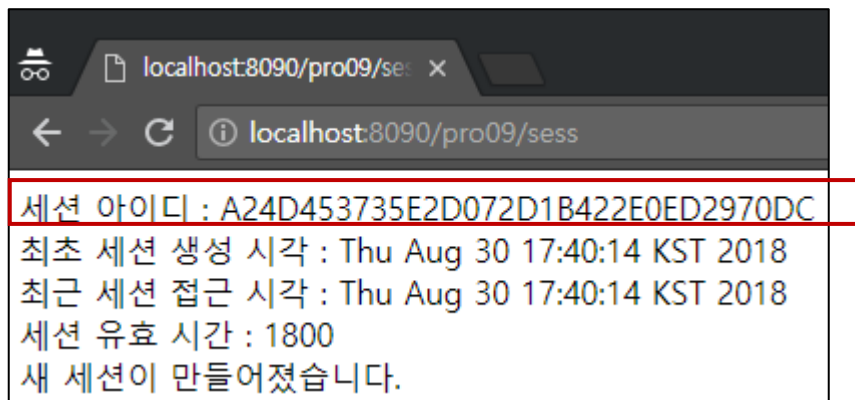 localhost:8090/pro09/ses
localhost:8090/pro09/sess
세션 아이디 : A24D453735E2D072D1B422E0ED2970DC
최초 세션 생성 시각 : Thu Aug 30 17:40:14 KST 2018
최근 세션 접근 시각 : Thu Aug 30 17:40:14 KST 2018
세션 유효 시간 : 1800
새 세션이 만들어졌습니다.